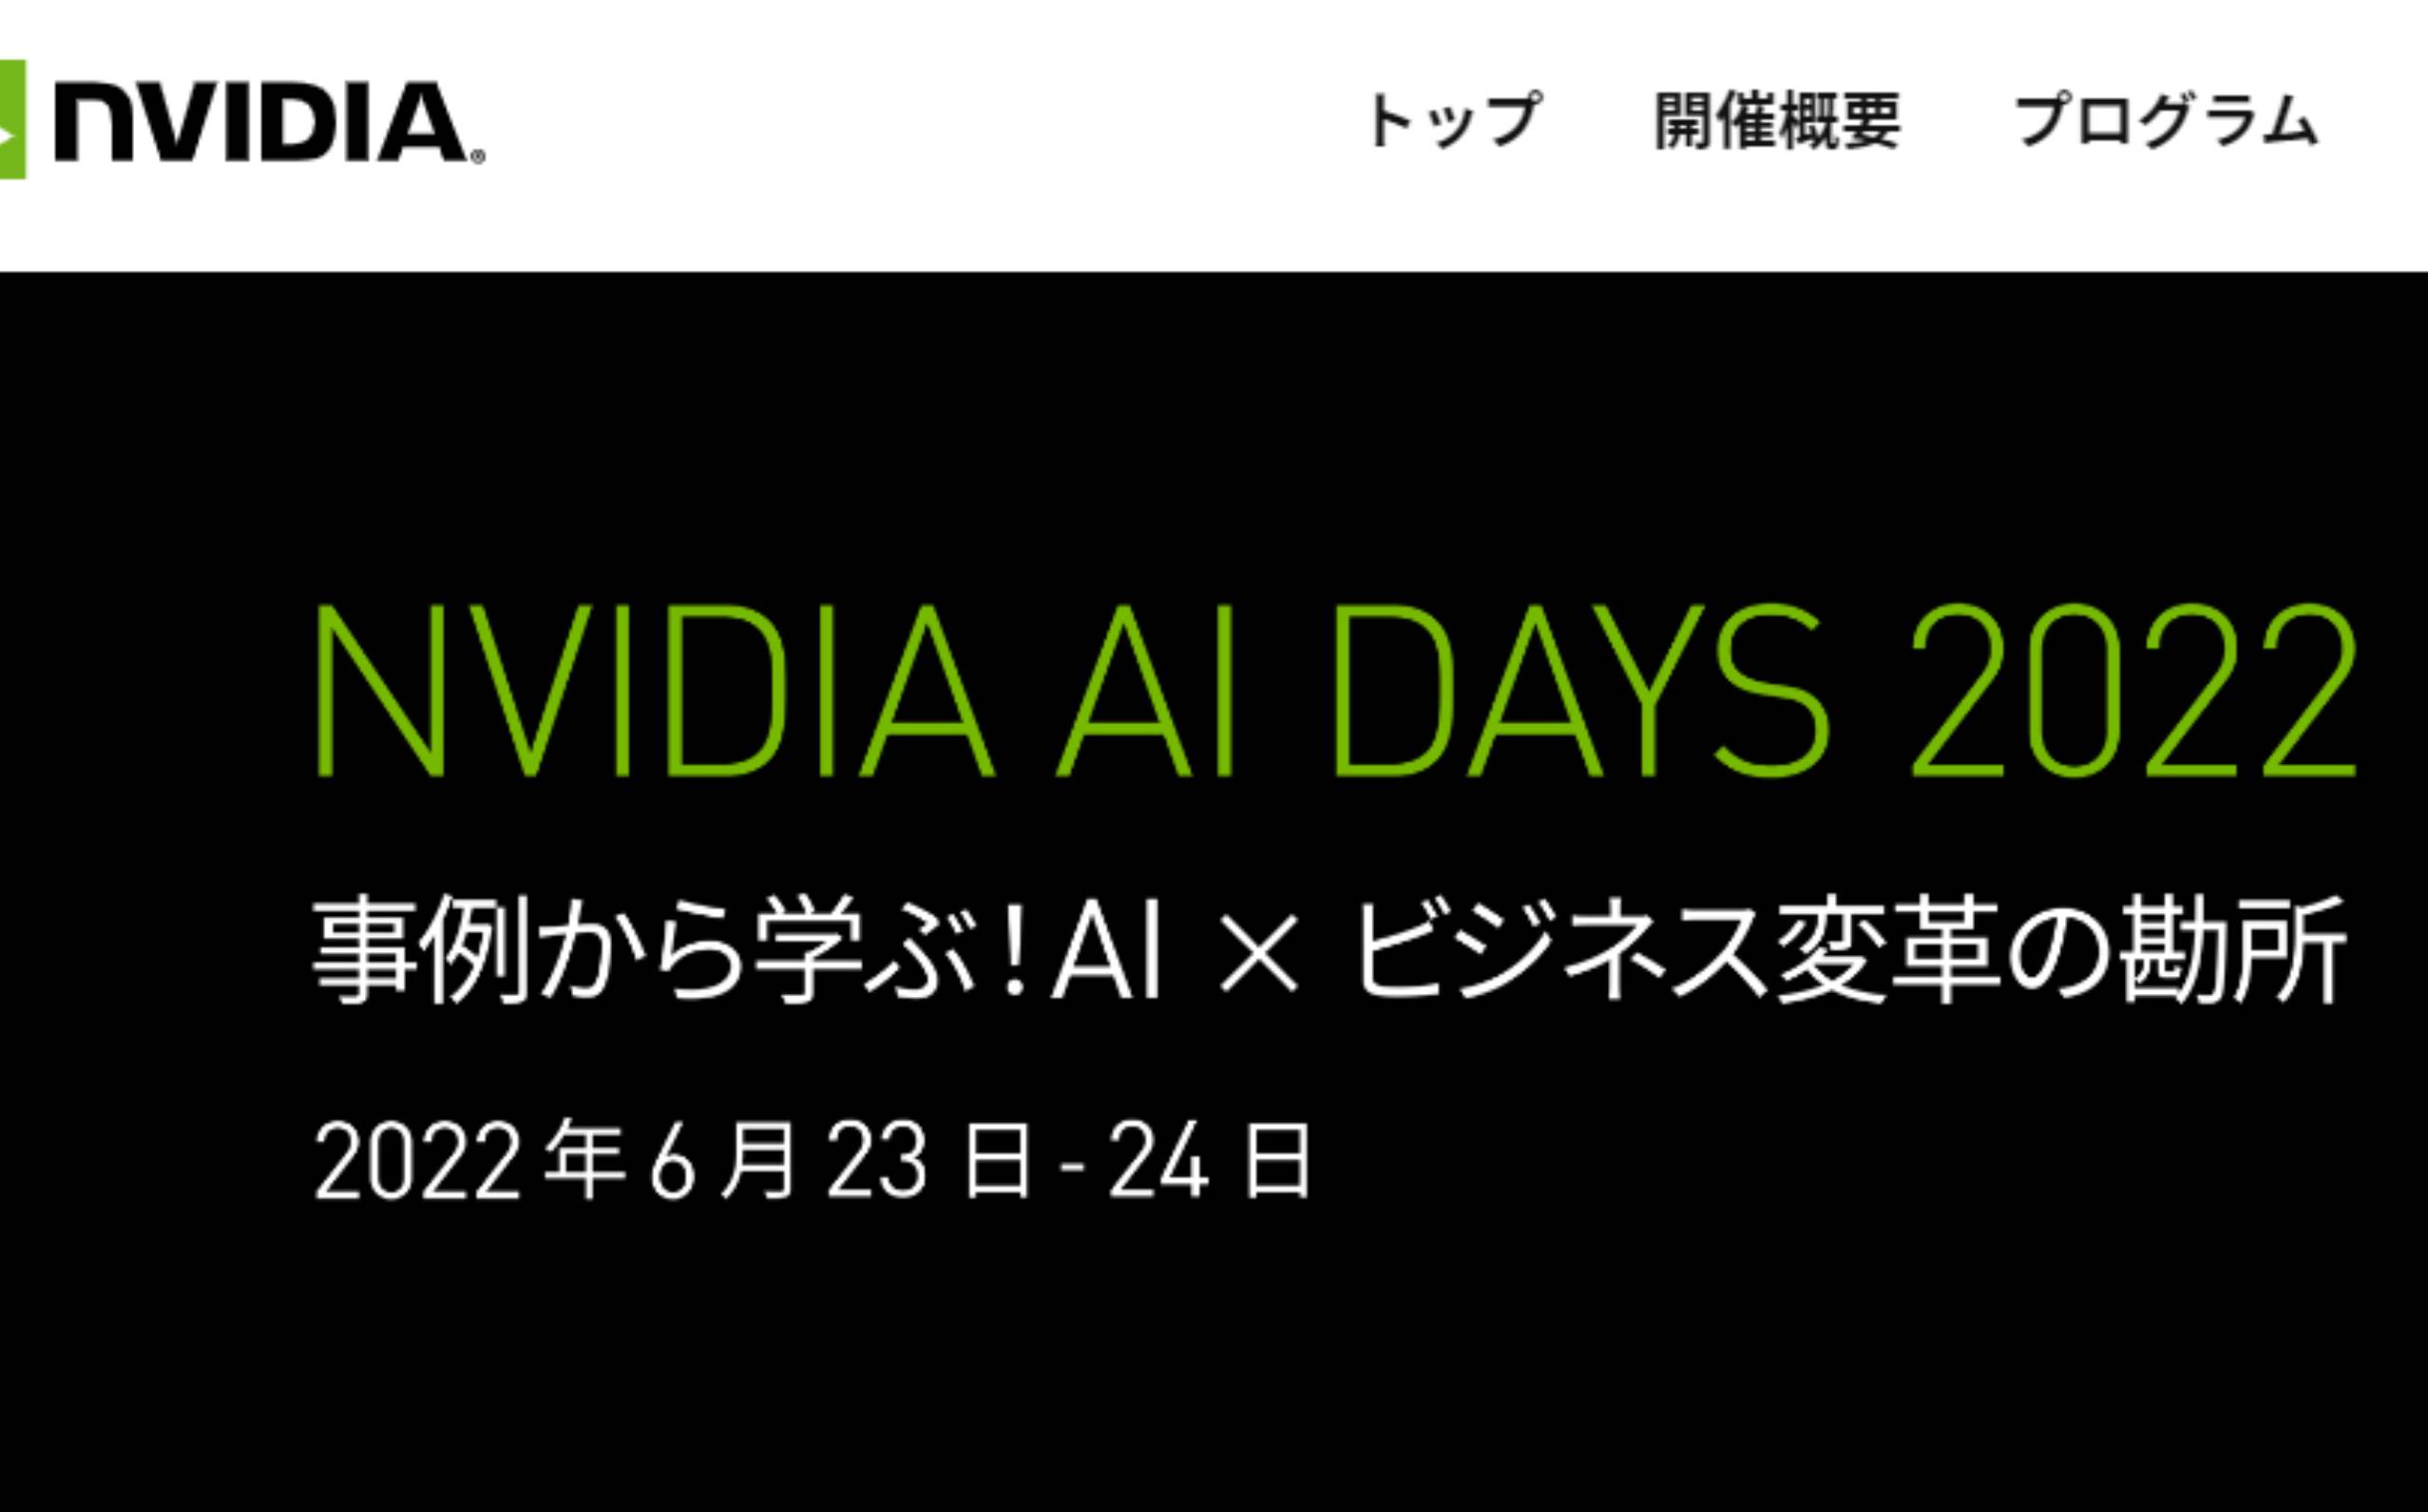 NVIDIA®
トップ 開催概要 プログラム
NVIDIA AI DAYS 2022
事例から学ぶ！AI × ビジネス変革の勘所
2022 年 6 月 23 日 - 24 日